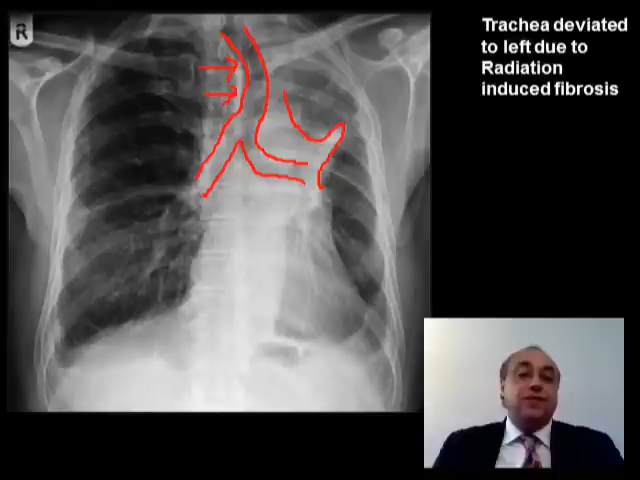 R
Trachea deviated
to left due to
Radiation
induced fibrosis